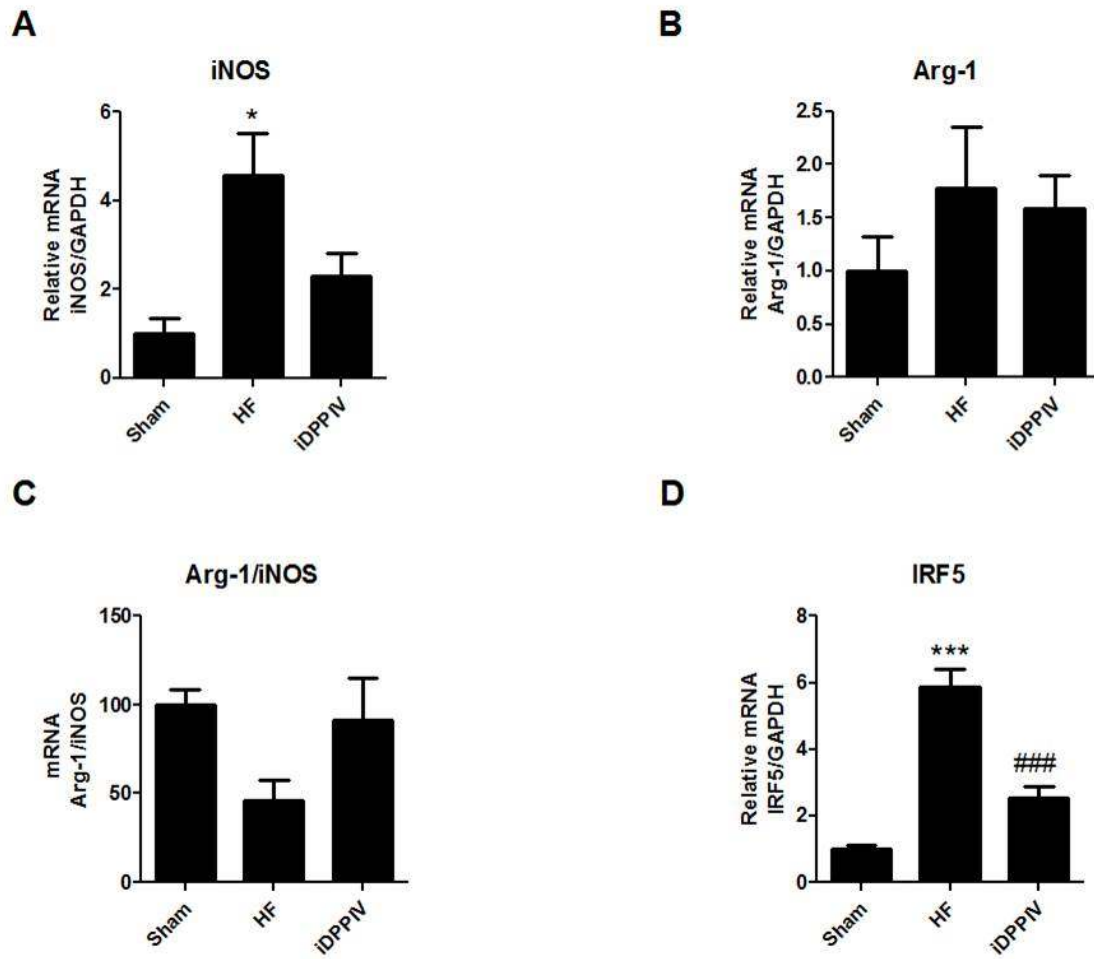 A
iNOS
Relative mRNA
iNOS/GAPDH
6
4
2
0
*
Sham
HF
iDPPIV
B
Arg-1
Relative mRNA
Arg-1/GAPDH
2.5
2.0
1.5
1.0
0.5
0.0
Sham
HF
iDPPIV
C
Arg-1/iNOS
mRNA
Arg-1/iNOS
150
100
50
0
Sham
HF
iDPPIV
D
IRF5
Relative mRNA
IRF5/GAPDH
8
6
4
2
0
***
###
Sham
HF
iDPPIV